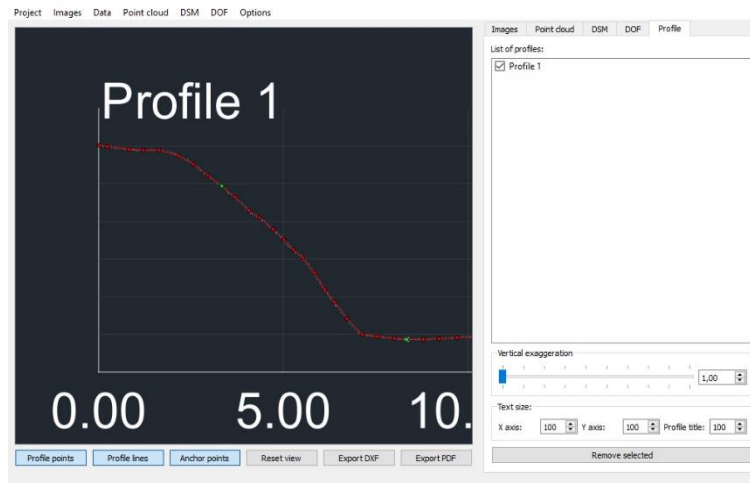 Project Images Data Point cloud DSM DOF Options
Images Point cloud DSM DOF Profile
List of profiles:
Profile 1
Profile 1
0.00 5.00 10.
Vertical exaggeration
1,00
Text size:
X axis: 100 Y axis: 100 Profile title: 100
Remove selected
Profile points Profile lines Anchor points Reset view Export DXF Export PDF